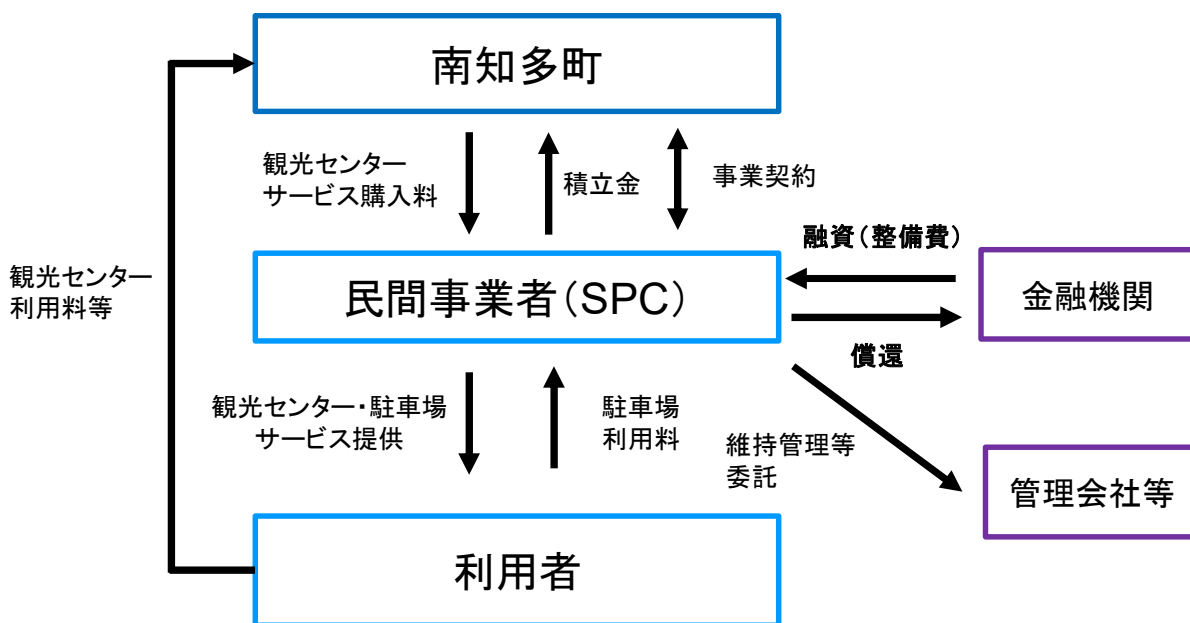 南知多町
観光センター
サービス購入料
積立金
事業契約
融資（整備費）
観光センター
利用料等
民間事業者（SPC）
金融機関
償還
観光センター・駐車場
サービス提供
駐車場
利用料
維持管理等
委託
管理会社等
利用者